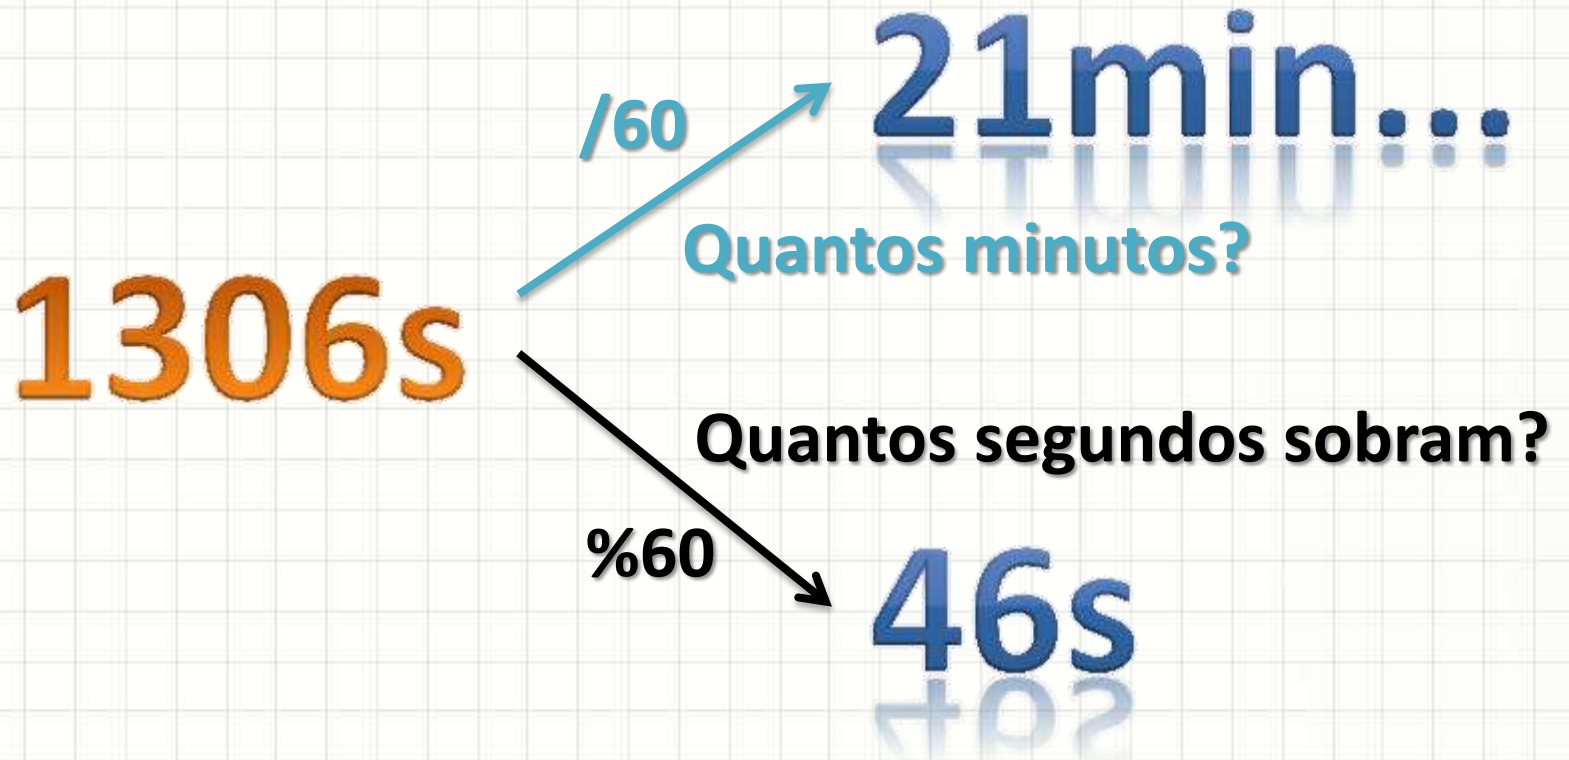 21min...
/60
Quantos minutos?
1306s
Quantos segundos sobram?
%60
46s